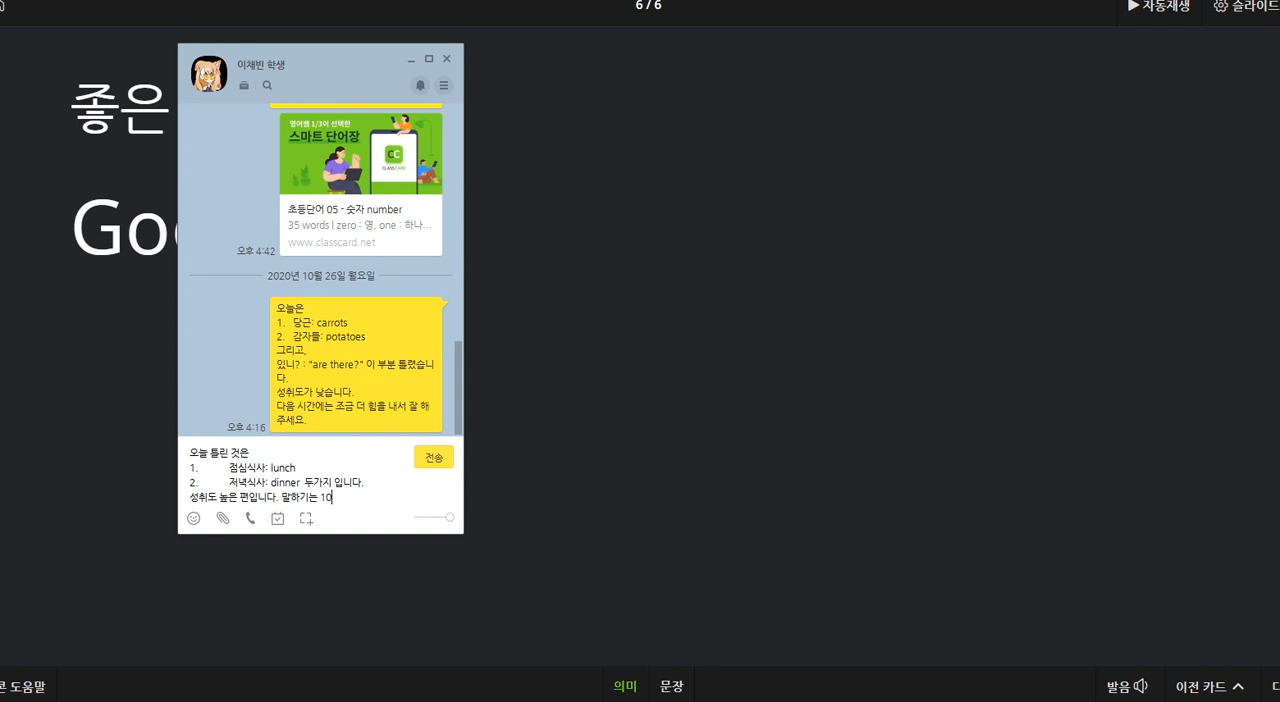 6 / 6
자동재생
슬라이드
좋은
Go
이채빈 학생
영어쌤 1/3이 선택한
스마트 단어장
CC
CLASSCARD
초등단어 05 - 숫자 number
35 words | zero : 영, one : 하나...
www.classcard.net
오후 4:42
2020년 10월 26일 월요일
오늘은
1. 당근: carrots
2. 감자들: potatoes
그리고,
있니? : "are there?" 이 부분 틀렸습니
다.
성취도가 낮습니다.
다음 시간에는 조금 더 힘을 내서 잘 해
주세요.
오후 4:16
오늘 틀린 것은
1. 점심식사: lunch
2. 저녁식사: dinner 두가지 입니다.
성취도 높은 편입니다. 말하기는 10
전송
도움말
의미
문장
발음
이전 카드